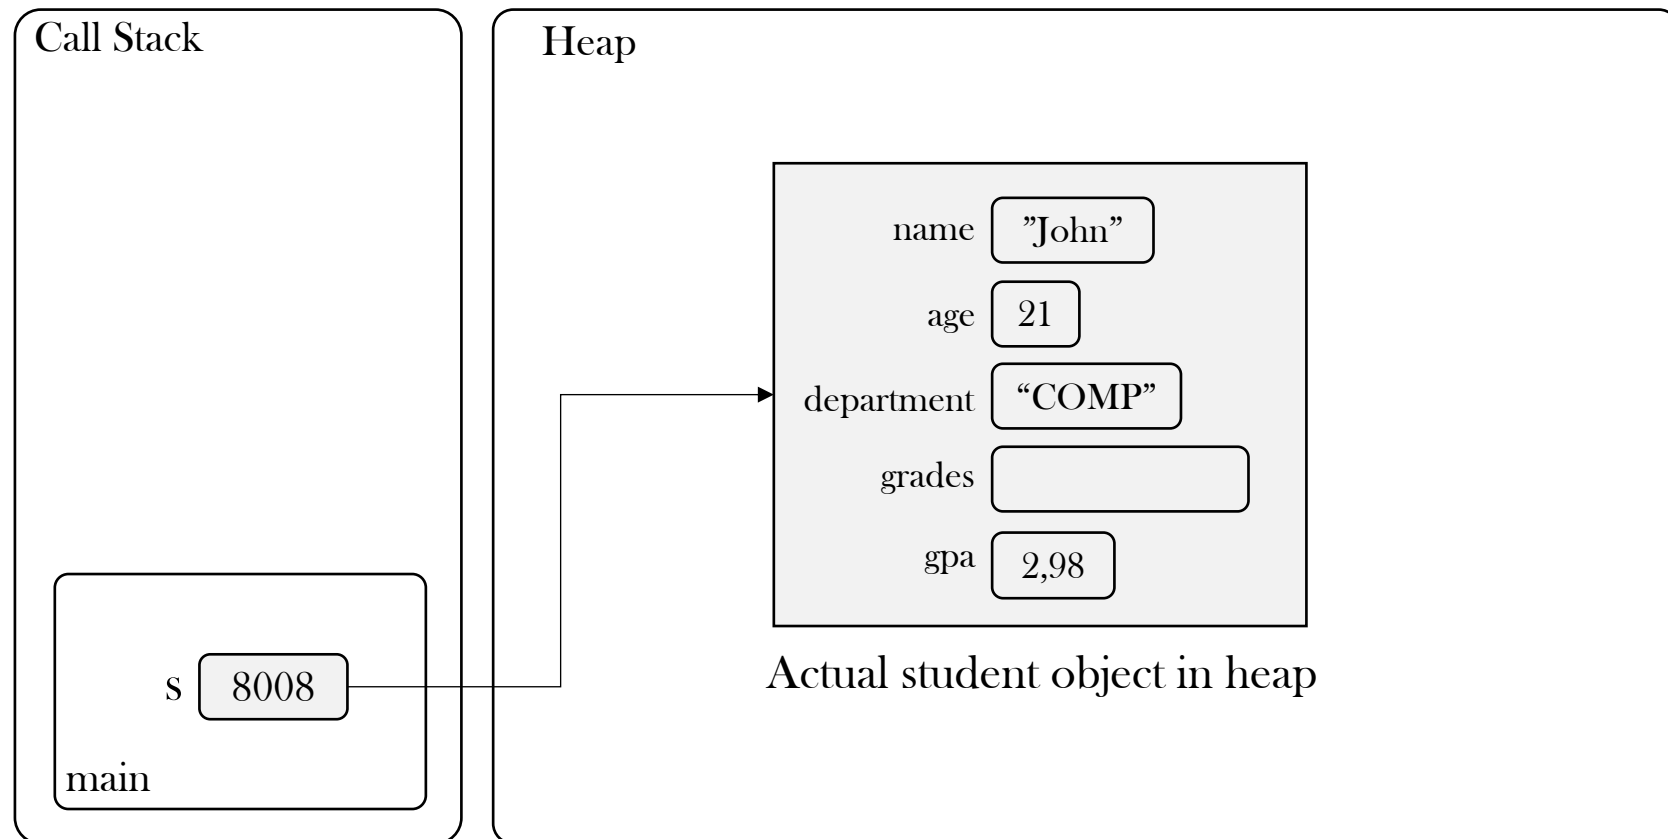 Call Stack
Heap
name ”John”
age 21
department “COMP”
grades
gpa 2,98
Actual student object in heap
s 8008
main